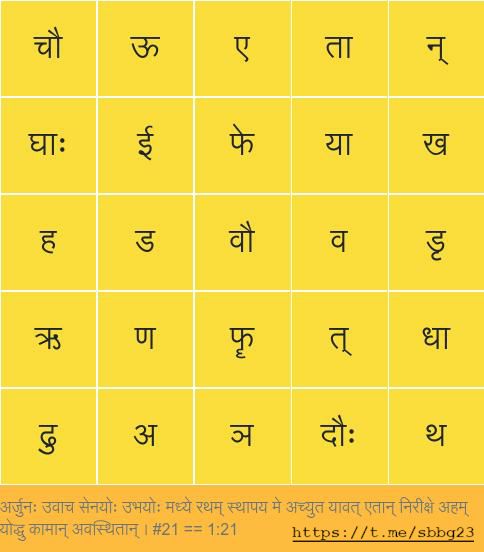 चौ ऊ ए ता न्
घाः ई फे या ख
ह ड वौ व डृ
ऋ ण फॄ त् धा
ढ्रु अ ञ दौः थ
अर्जुनः उवाच सेनयोः उभयोः मध्ये रथम् स्थापय मे अच्युत यावत् एतान् निरीक्षे अहम्
योद्धु कामान् अवस्थितान् । #21 == 1:21 https://t.me/sbbg23